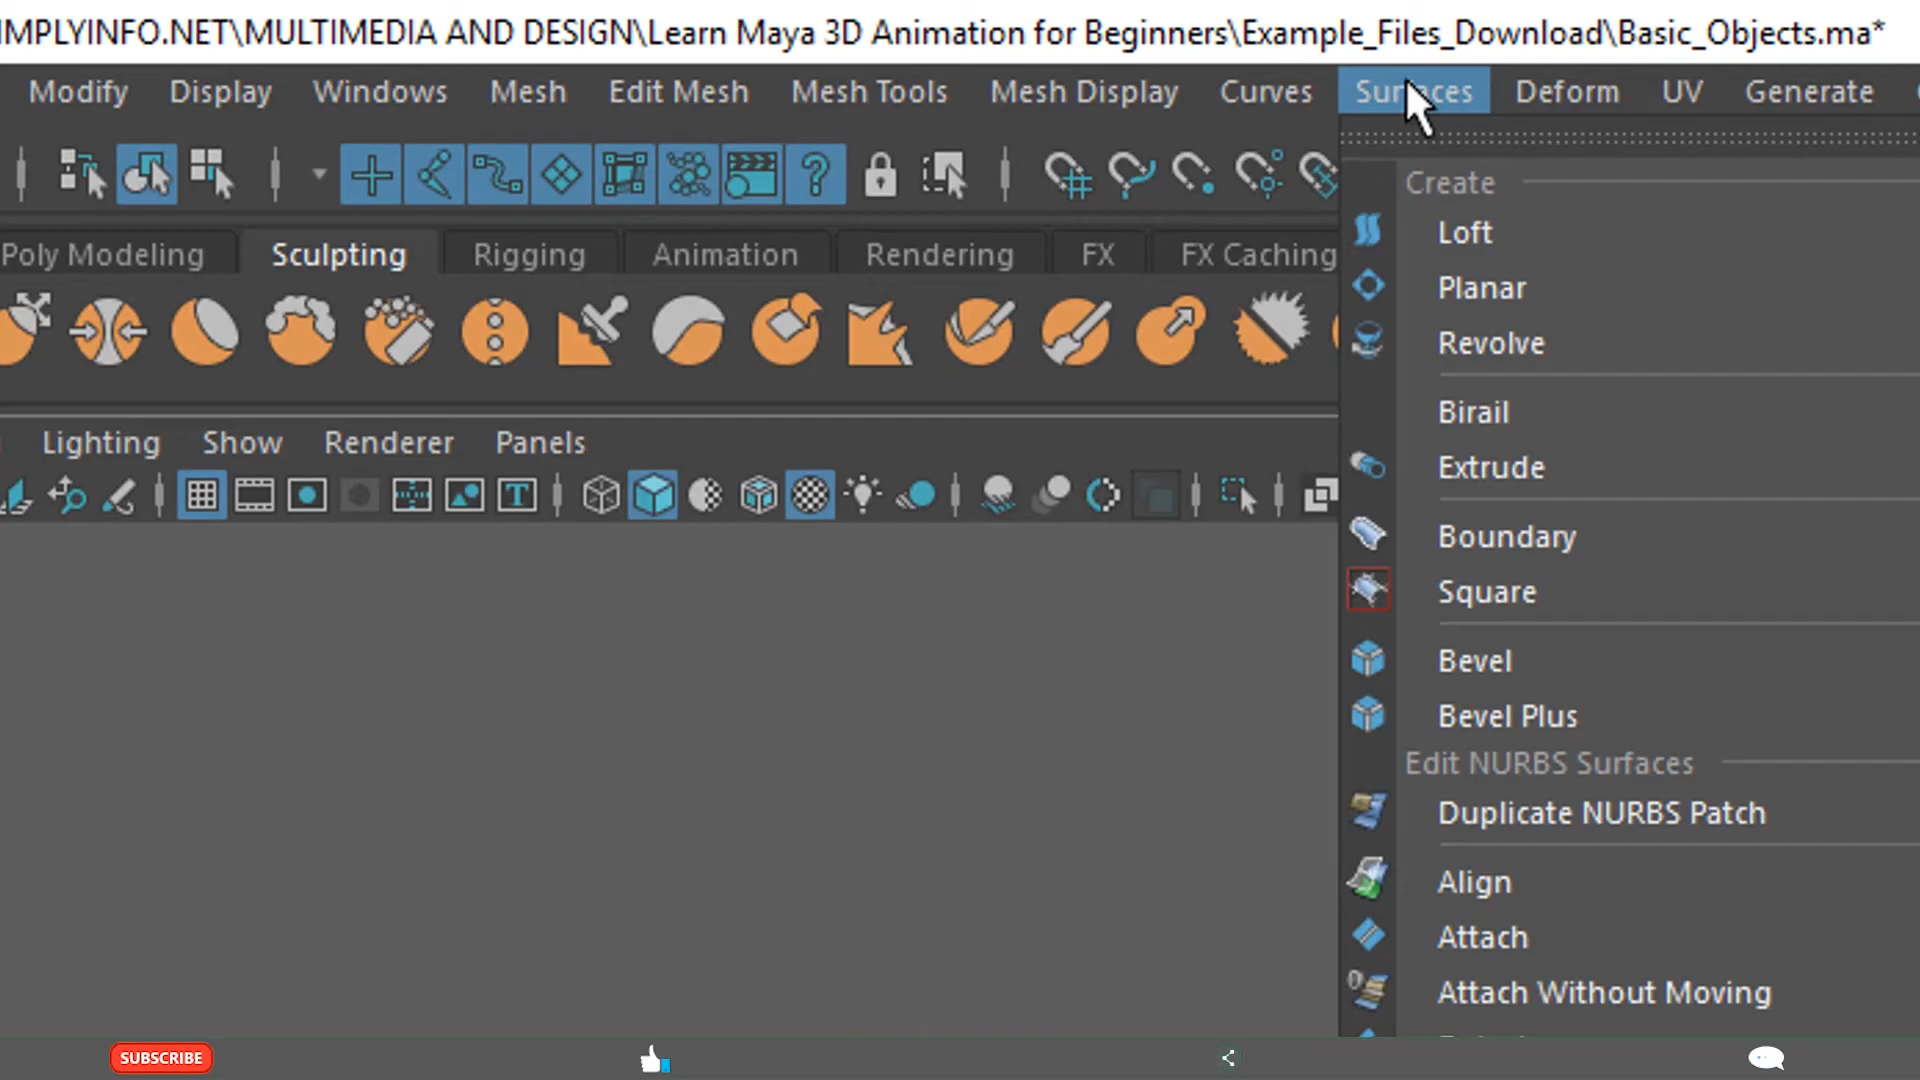 IMPLYINFO.NET\MULTIMEDIA AND DESIGN\Learn Maya 3D Animation for Beginners\Example_Files_Download\Basic_Objects.ma*
Modify Display Windows Mesh Edit Mesh Mesh Tools Mesh Display Curves Surfaces Deform UV Generate
Poly Modeling Sculpting Rigging Animation Rendering FX FX Caching
Lighting Show Renderer Panels
Create
Loft
Planar
Revolve
Birail
Extrude
Boundary
Square
Bevel
Bevel Plus
Edit NURBS Surfaces
Duplicate NURBS Patch
Align
Attach
Attach Without Moving
SUBSCRIBE